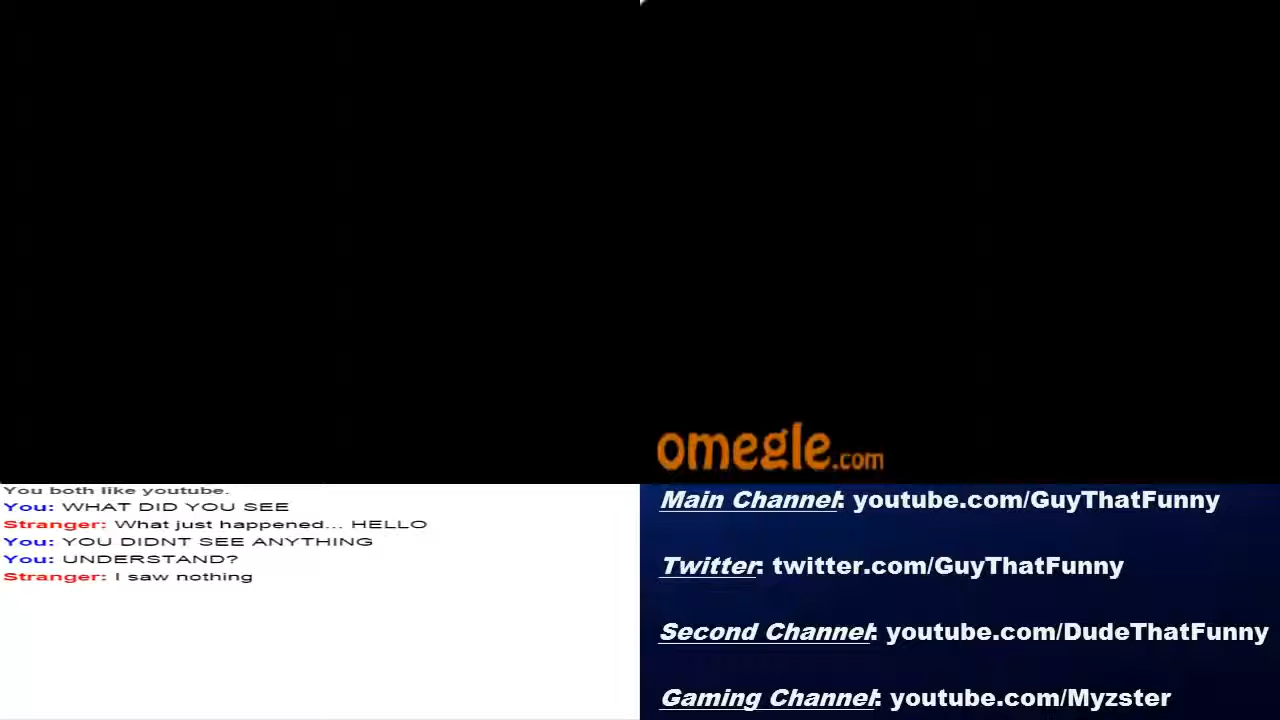 omegle.com
You both like youtube.
You: WHAT DID YOU SEE
Stranger: What just happened... HELLO
You: YOU DIDNT SEE ANYTHING
You: UNDERSTAND?
Stranger: I saw nothing
Main Channel: youtube.com/GuyThatFunny
Twitter: twitter.com/GuyThatFunny
Second Channel: youtube.com/DudeThatFunny
Gaming Channel: youtube.com/Myzster